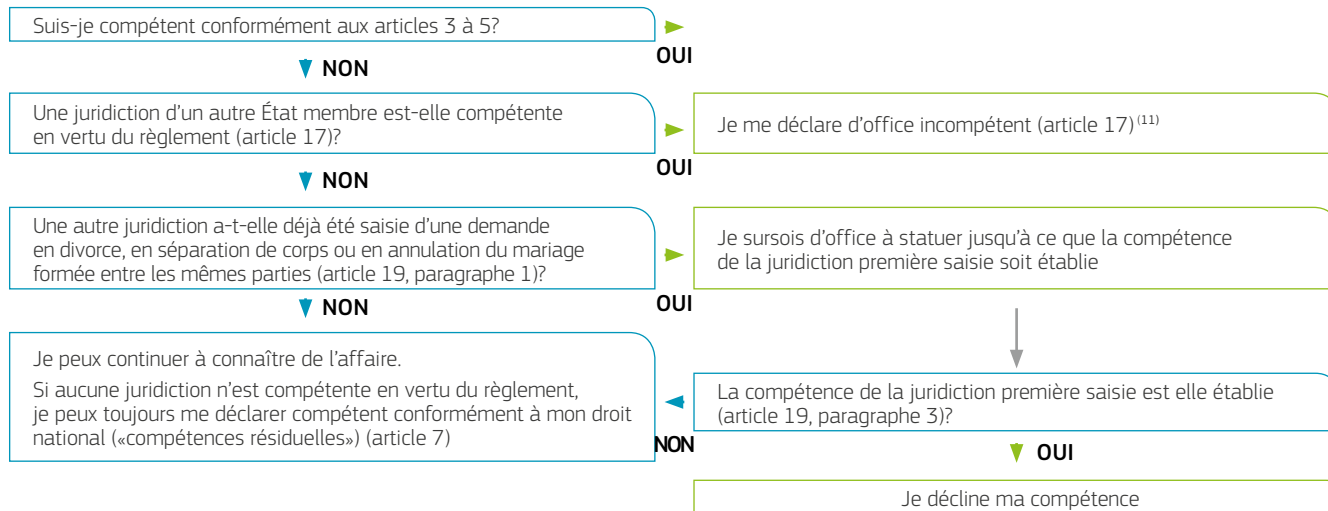 Suis-je compétent conformément aux articles 3 à 5?
OUI
NON
Une juridiction d'un autre État membre est-elle compétente
en vertu du règlement (article 17)?
OUI
Je me déclare d'office incompétent (article 17) (11)
NON
Une autre juridiction a-t-elle déjà été saisie d'une demande
en divorce, en séparation de corps ou en annulation du mariage
formée entre les mêmes parties (article 19, paragraphe 1)?
OUI
Je sursois d'office à statuer jusqu'à ce que la compétence
de la juridiction première saisie soit établie
NON
Je peux continuer à connaître de l'affaire.
Si aucune juridiction n'est compétente en vertu du règlement,
je peux toujours me déclarer compétent conformément à mon droit
national («compétences résiduelles») (article 7)
La compétence de la juridiction première saisie est elle établie
(article 19, paragraphe 3)?
NON
OUI
Je décline ma compétence